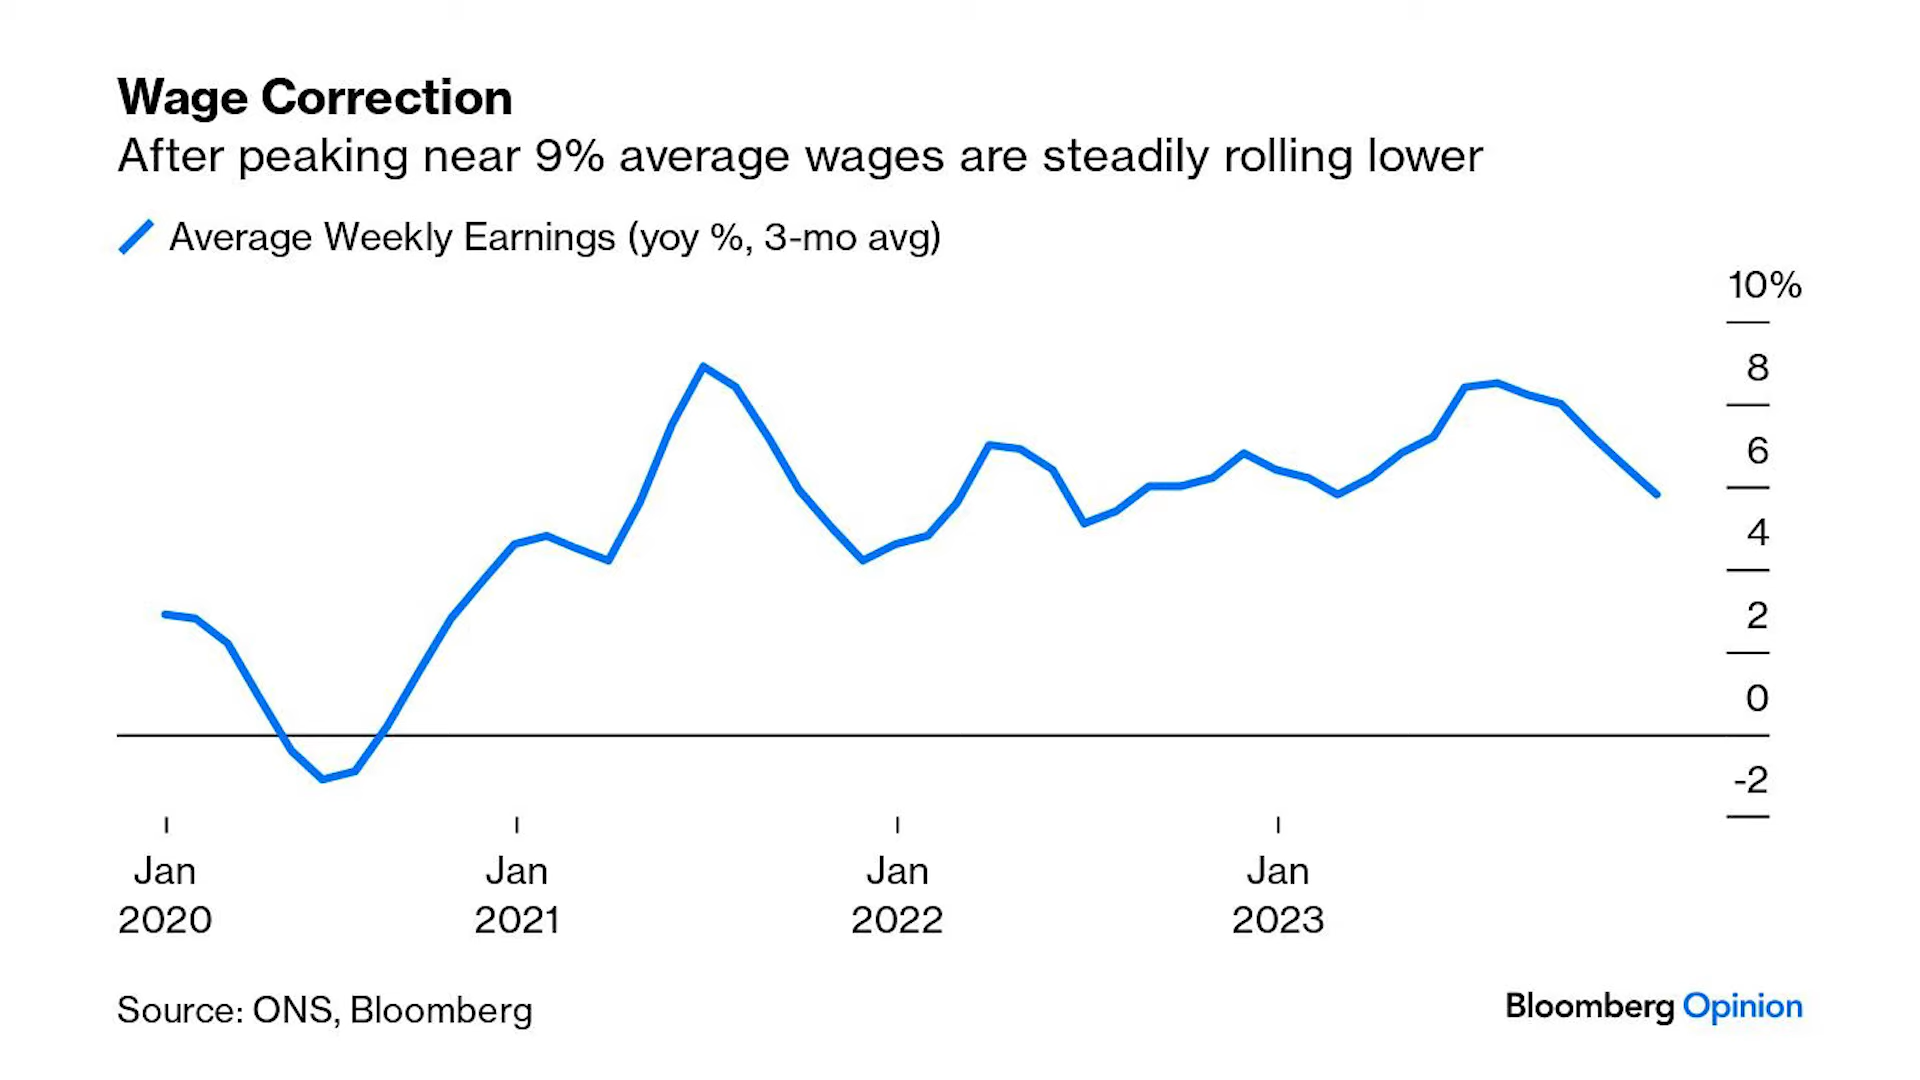 Wage Correction
After peaking near 9% average wages are steadily rolling lower
Average Weekly Earnings (yoy %, 3-mo avg)
10%
8
6
4
2
0
-2
Jan 2020
Jan 2021
Jan 2022
Jan 2023
Source: ONS, Bloomberg
Bloomberg Opinion